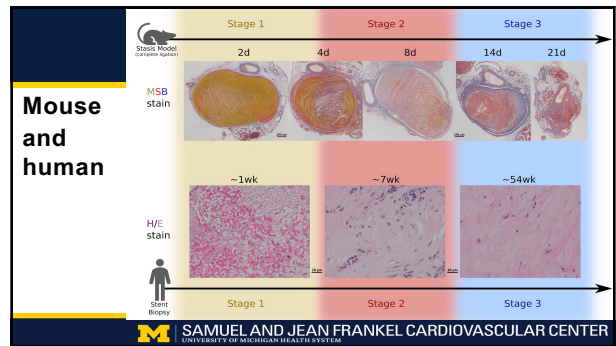 Mouse
and
human
Stage 1
Stage 2
Stage 3
Stasis Model
(complete ligation)
2d
4d
8d
14d
21d
MSB
stain
~1wk
~7wk
~54wk
H/E
stain
Stent
Biopsy
Stage 1
Stage 2
Stage 3
M
SAMUEL AND JEAN FRANKEL CARDIOVASCULAR CENTER
UNIVERSITY OF MICHIGAN HEALTH SYSTEM